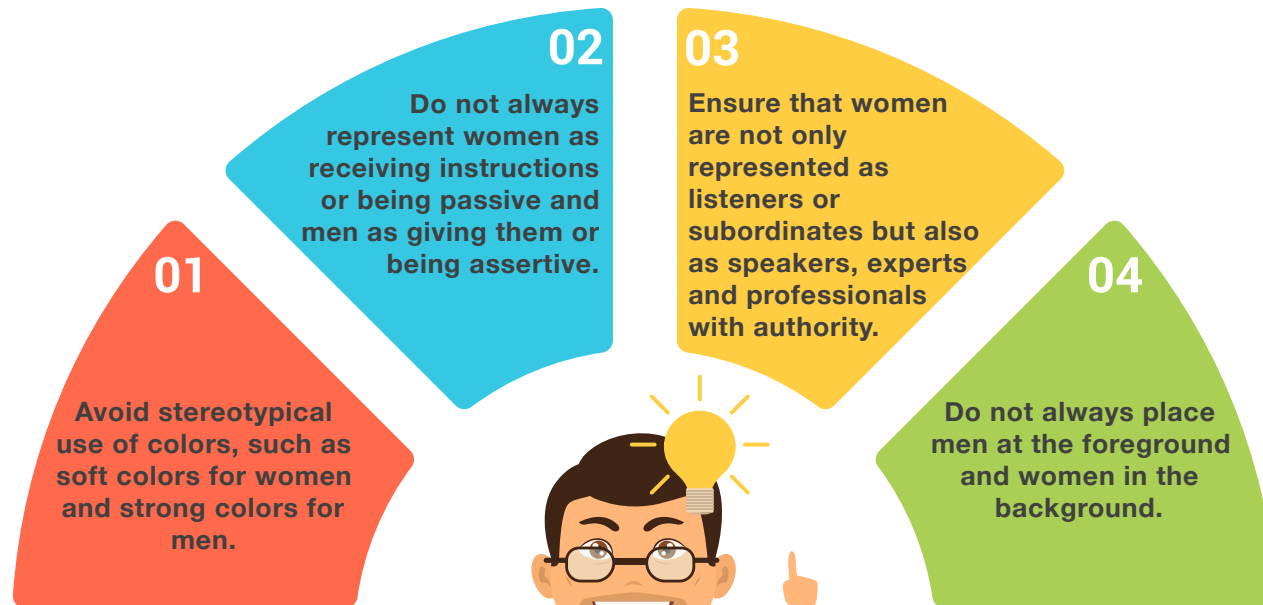 01
Avoid stereotypical
use of colors, such as
soft colors for women
and strong colors for
men.
02
Do not always
represent women as
receiving instructions
or being passive and
men as giving them or
being assertive.
03
Ensure that women
are not only
represented as
listeners or
subordinates but also
as speakers, experts
and professionals
with authority.
04
Do not always place
men at the foreground
and women in the
background.